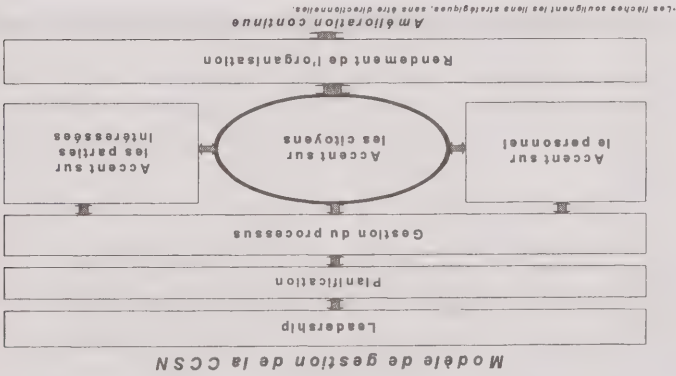 Modèle de gestion de la CCSN
Leadership
Planification
Gestion du processus
Accent sur
le personnel
Accent sur
les citoyens
Accent sur
les parties
intéressées
Rendement de l'organisation
Amélioration continue
•Les flèches soulignent les liens stratégiques, sans être directionnelles.